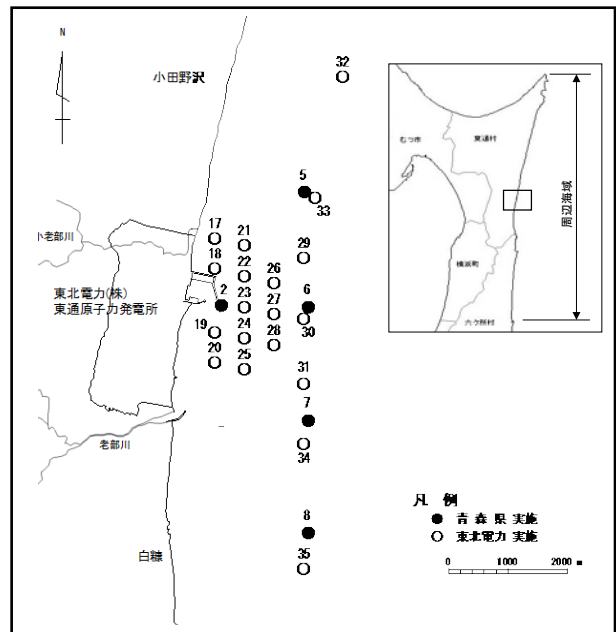 N
小田野沢
32
5
33
小老部川
17
21
18
29
22
26
東北電力(株)
東通原子力発電所
2
23
27
6
19
24
28
30
20
25
31
7
老部川
34
8
白糠
35
むつ市
東通村
横浜町
六ケ所村
周辺海域
凡 例
● 青 森 県 実施
○ 東北電力 実施
0 1000 2000 m